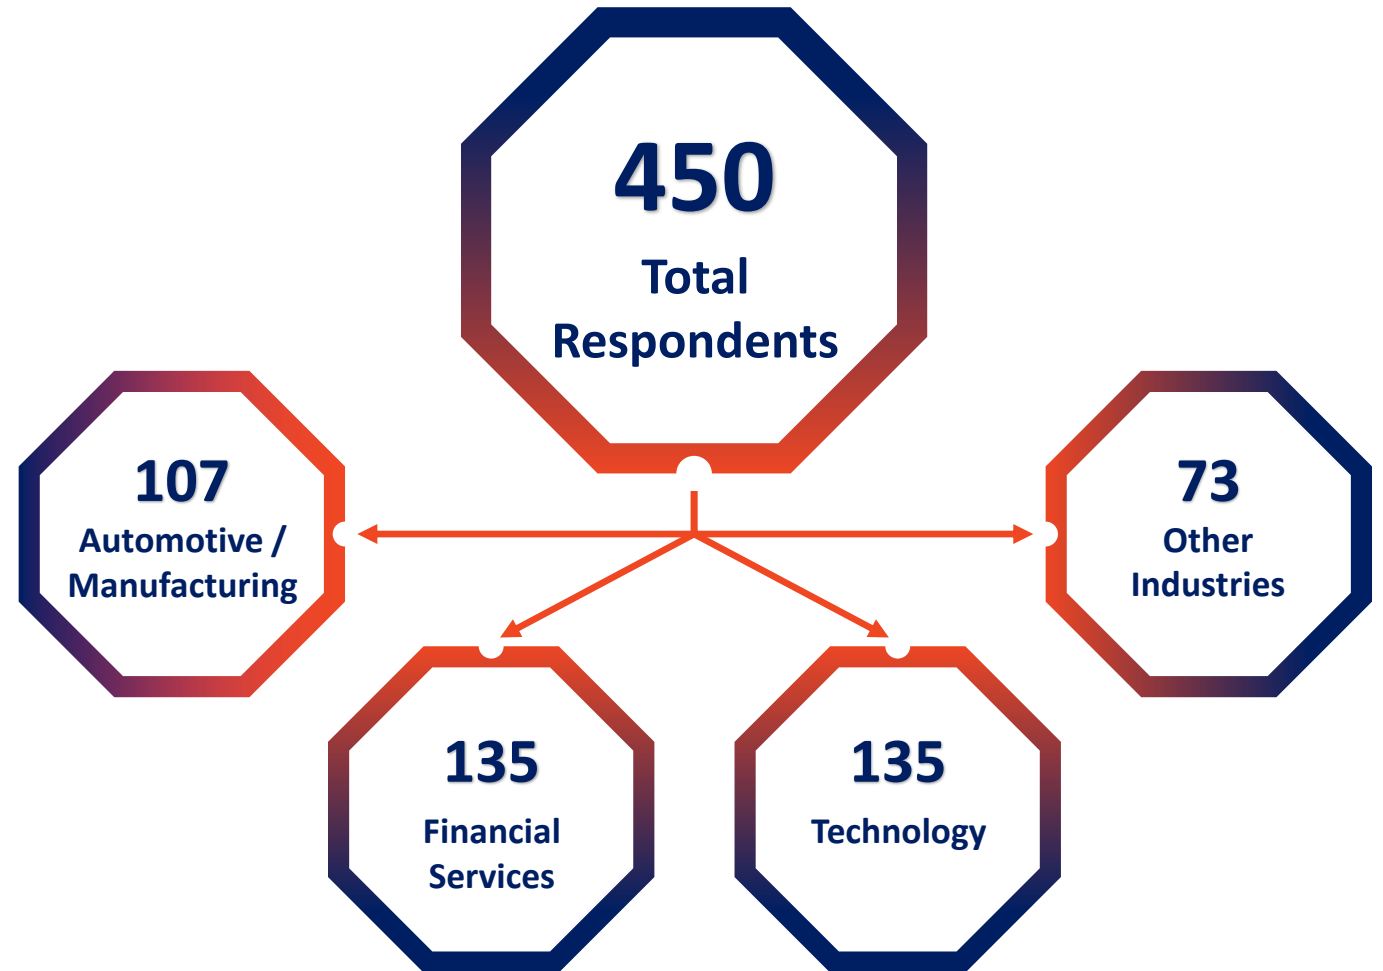 450
Total
Respondents
107
Automotive /
Manufacturing
73
Other
Industries
135
Financial
Services
135
Technology